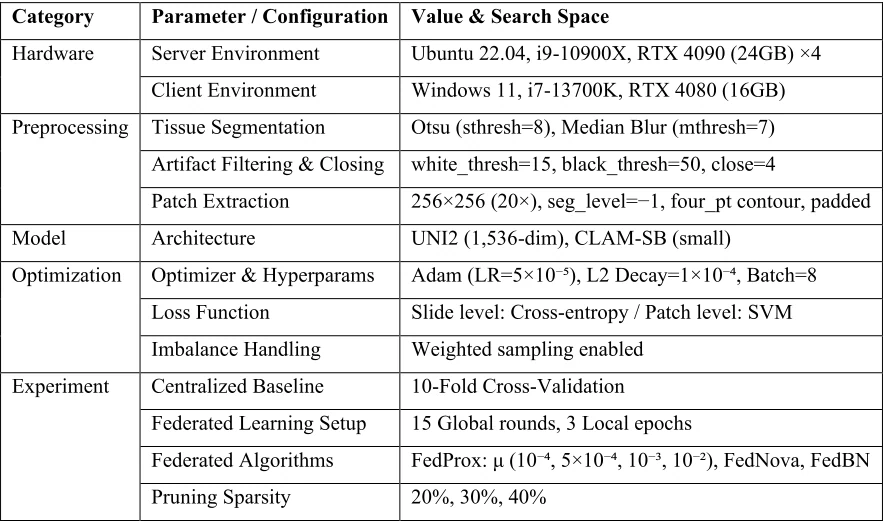 Category Parameter / Configuration Value & Search Space
Hardware Server Environment Ubuntu 22.04, i9-10900X, RTX 4090 (24GB) ×4
Client Environment Windows 11, i7-13700K, RTX 4080 (16GB)
Preprocessing Tissue Segmentation Otsu (sthresh=8), Median Blur (mthresh=7)
Artifact Filtering & Closing white_thresh=15, black_thresh=50, close=4
Patch Extraction 256×256 (20×), seg_level=−1, four_pt contour, padded
Model Architecture UNI2 (1,536-dim), CLAM-SB (small)
Optimization Optimizer & Hyperparams Adam (LR=5×10⁻⁵), L2 Decay=1×10⁻⁴, Batch=8
Loss Function Slide level: Cross-entropy / Patch level: SVM
Imbalance Handling Weighted sampling enabled
Experiment Centralized Baseline 10-Fold Cross-Validation
Federated Learning Setup 15 Global rounds, 3 Local epochs
Federated Algorithms FedProx: μ (10⁻⁴, 5×10⁻⁴, 10⁻³, 10⁻²), FedNova, FedBN
Pruning Sparsity 20%, 30%, 40%